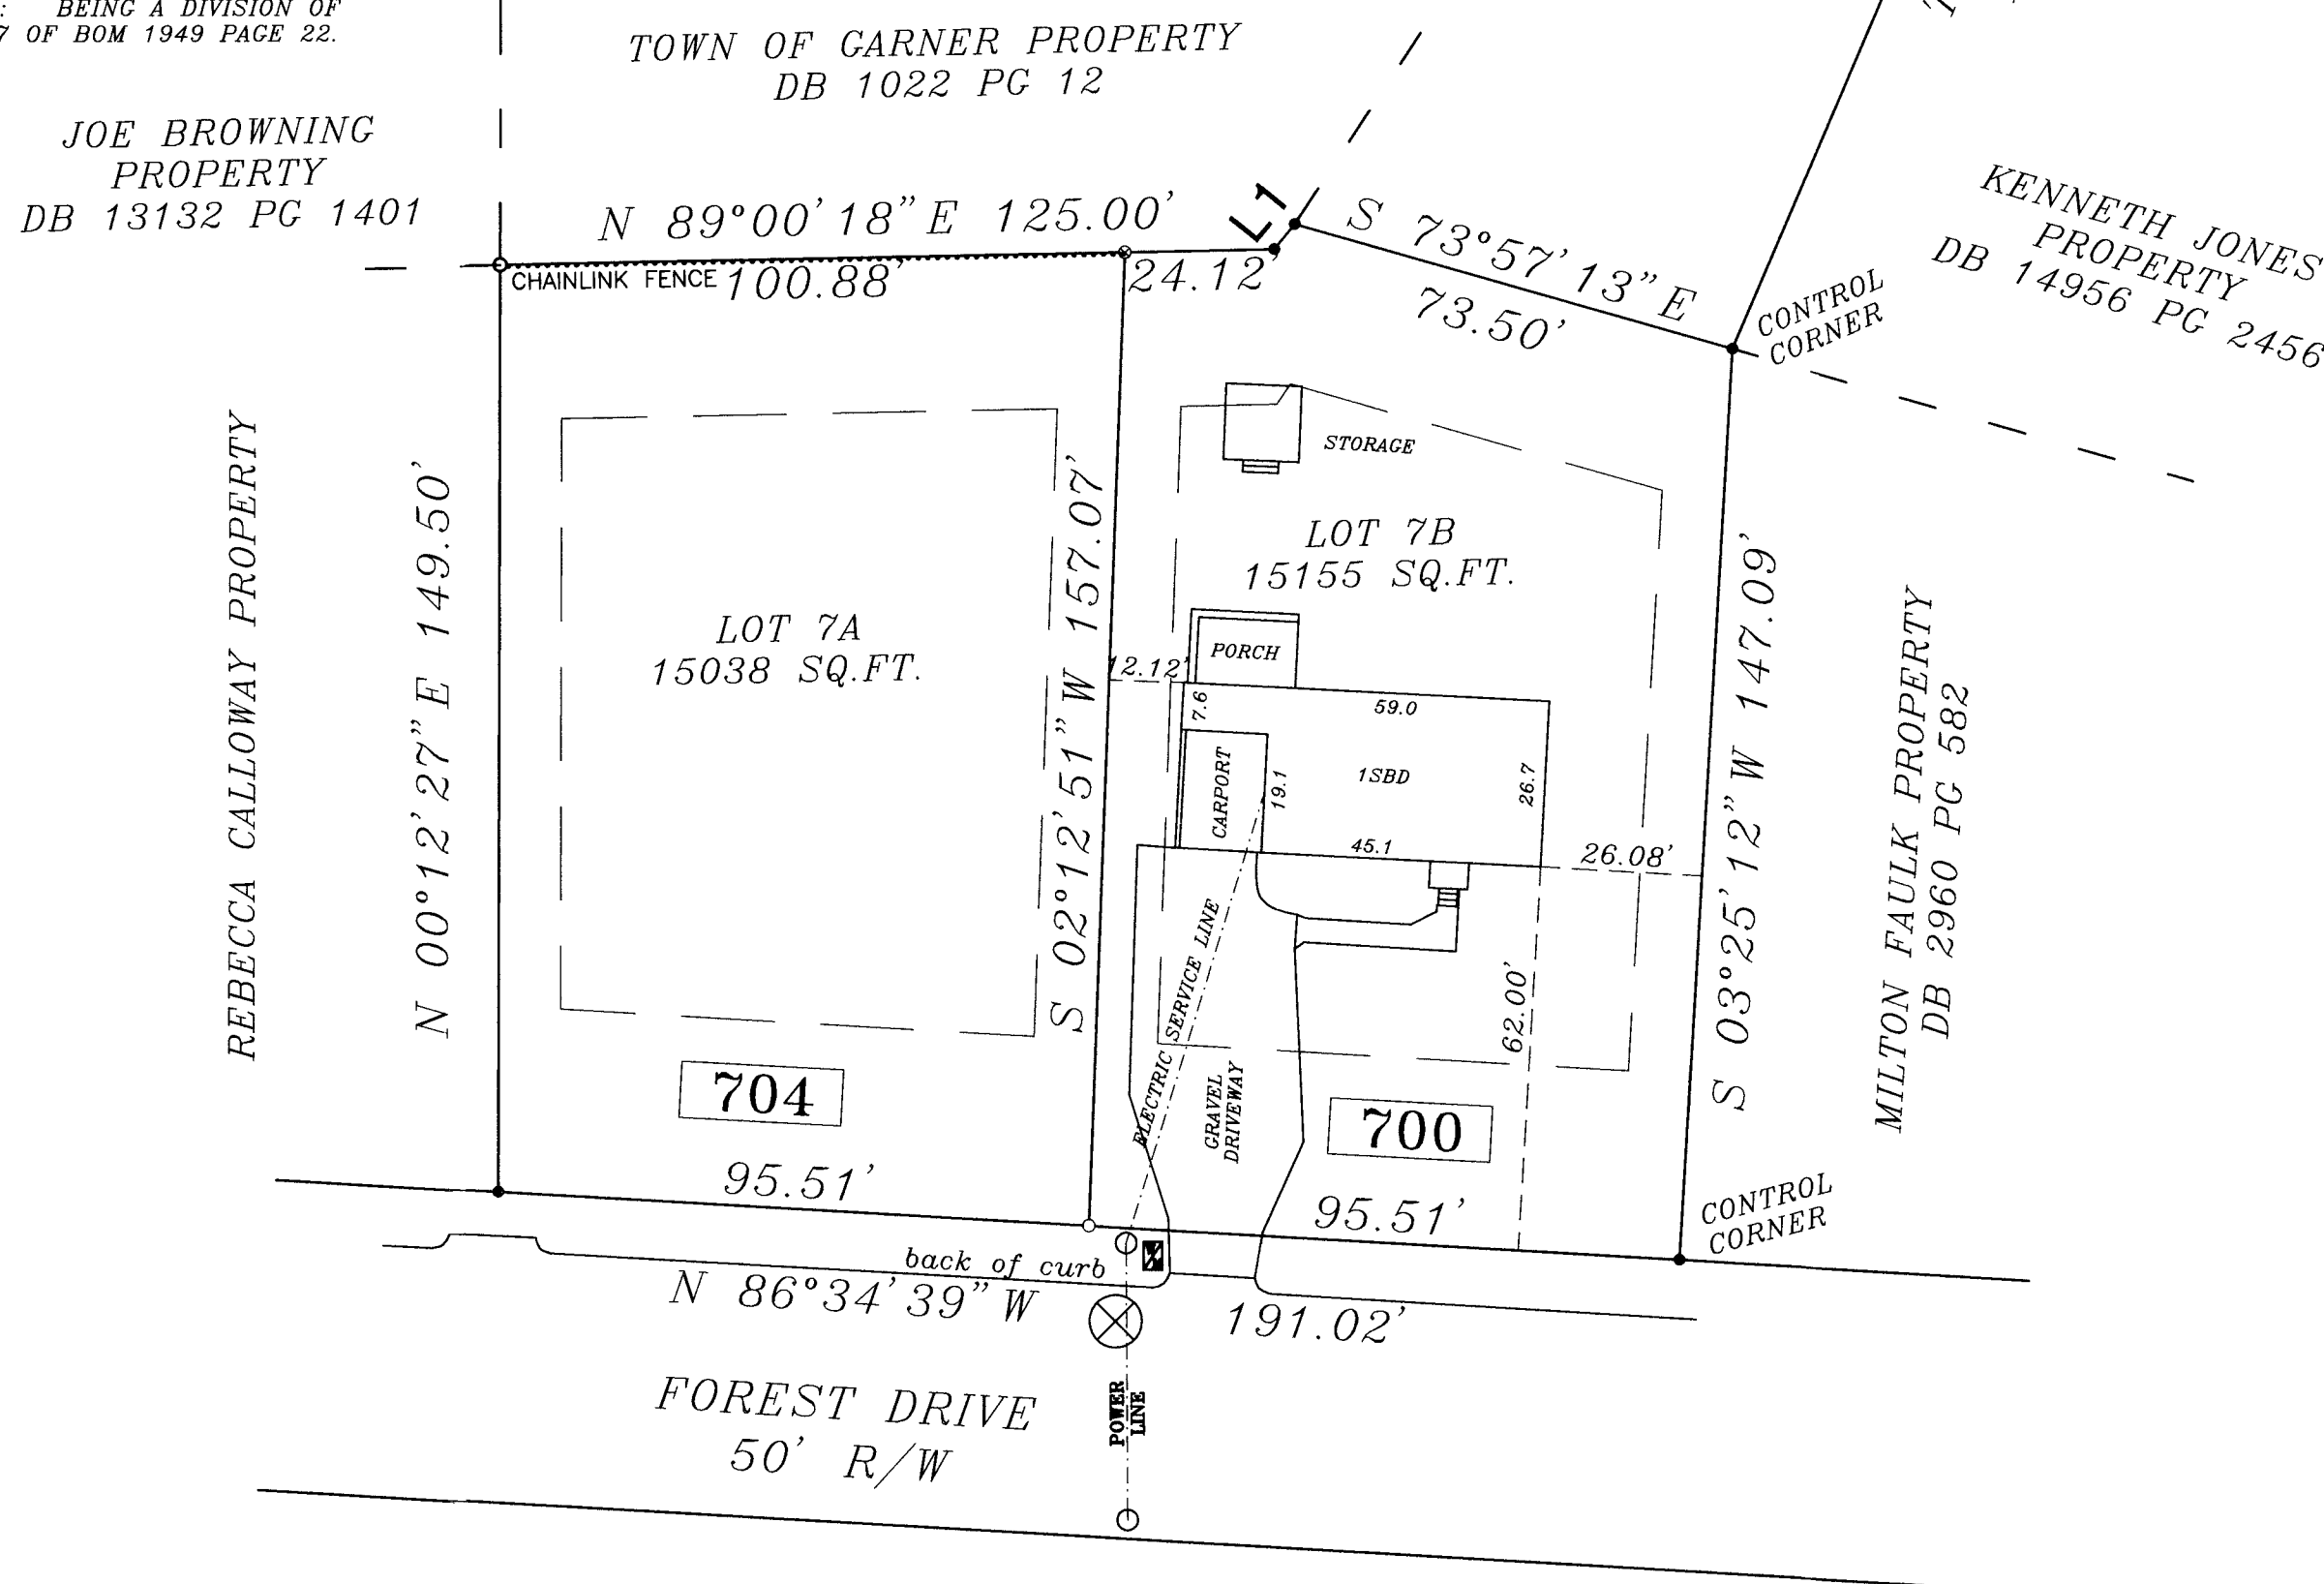 BEING A DIVISION OF
7 OF BOM 1949 PAGE 22.
TOWN OF GARNER PROPERTY
DB 1022 PG 12
JOE BROWNING
PROPERTY
DB 13132 PG 1401
N 89°00'18"E 125.00'
L1
S 73°57'13"E
73.50'
CHAINLINK FENCE
100.88'
24.12'
CONTROL
CORNER
KENNETH JONES
PROPERTY
DB 14956 PG 2456
REBECCA CALLOWAY PROPERTY
N 00°12'27"E 149.50'
LOT 7A
15038 SQ.FT.
S 02°12'51"W 157.07'
STORAGE
LOT 7B
15155 SQ.FT.
PORCH
12.12'
7.6
59.0
CARPORT
19.1
1SBD
26.7
45.1
26.08'
S 03°25'12"W 147.09'
MILTON FAULK PROPERTY
DB 2960 PG 582
ELECTRIC SERVICE LINE
GRAVEL
DRIVEWAY
62.00'
704
700
95.51'
95.51'
CONTROL
CORNER
back of curb
N 86°34'39"W
191.02'
FOREST DRIVE
50' R/W
POWER
LINE